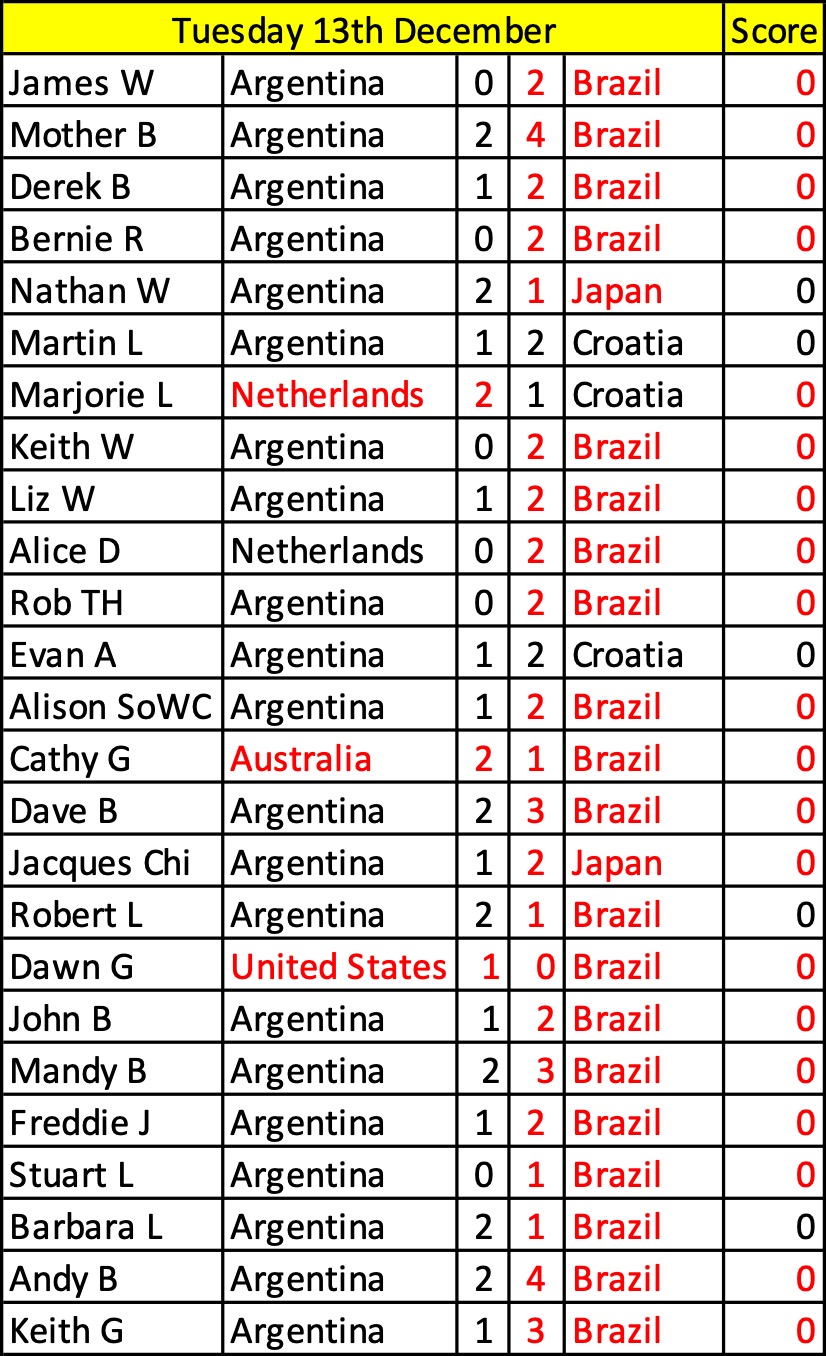 Tuesday 13th December Score
James W Argentina 0 2 Brazil 0
Mother B Argentina 2 4 Brazil 0
Derek B Argentina 1 2 Brazil 0
Bernie R Argentina 0 2 Brazil 0
Nathan W Argentina 2 1 Japan 0
Martin L Argentina 1 2 Croatia 0
Marjorie L Netherlands 2 1 Croatia 0
Keith W Argentina 0 2 Brazil 0
Liz W Argentina 1 2 Brazil 0
Alice D Netherlands 0 2 Brazil 0
Rob TH Argentina 0 2 Brazil 0
Evan A Argentina 1 2 Croatia 0
Alison SoWC Argentina 1 2 Brazil 0
Cathy G Australia 2 1 Brazil 0
Dave B Argentina 2 3 Brazil 0
Jacques Chi Argentina 1 2 Japan 0
Robert L Argentina 2 1 Brazil 0
Dawn G United States 1 0 Brazil 0
John B Argentina 1 2 Brazil 0
Mandy B Argentina 2 3 Brazil 0
Freddie J Argentina 1 2 Brazil 0
Stuart L Argentina 0 1 Brazil 0
Barbara L Argentina 2 1 Brazil 0
Andy B Argentina 2 4 Brazil 0
Keith G Argentina 1 3 Brazil 0